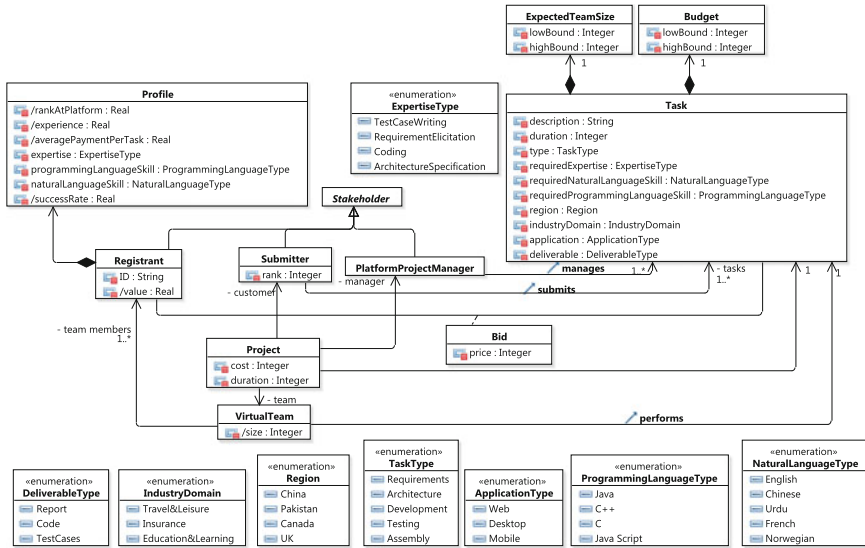 ExpectedTeamSize
lowBound : Integer
highBound : Integer
1
Budget
lowBound : Integer
highBound : Integer
1
Profile
/rankAtPlatform : Real
/experience : Real
/averagePaymentPerTask : Real
expertise : ExpertiseType
programmingLanguageSkill : ProgrammingLanguageType
naturalLanguageSkill : NaturalLanguageType
/successRate : Real
«enumeration»
ExpertiseType
TestCaseWriting
RequirementElicitation
Coding
ArchitectureSpecification
Task
description : String
duration : Integer
type : TaskType
requiredExpertise : ExpertiseType
requiredNaturalLanguageSkill : NaturalLanguageType
requiredProgrammingLanguageSkill : ProgrammingLanguageType
region : Region
industryDomain : IndustryDomain
application : ApplicationType
deliverable : DeliverableType
Stakeholder
Registrant
ID : String
/value : Real
Submitter
rank : Integer
PlatformProjectManager
manages
1..*
- tasks
1..*
1
1
- customer
- manager
submits
- team members
1..*
Bid
price : Integer
Project
cost : Integer
duration : Integer
- team
VirtualTeam
/size : Integer
performs
«enumeration»
DeliverableType
Report
Code
TestCases
«enumeration»
IndustryDomain
Travel&Leisure
Insurance
Education&Learning
«enumeration»
Region
China
Pakistan
Canada
UK
«enumeration»
TaskType
Requirements
Architecture
Development
Testing
Assembly
«enumeration»
ApplicationType
Web
Desktop
Mobile
«enumeration»
ProgrammingLanguageType
Java
C++
C
Java Script
«enumeration»
NaturalLanguageType
English
Chinese
Urdu
French
Norwegian